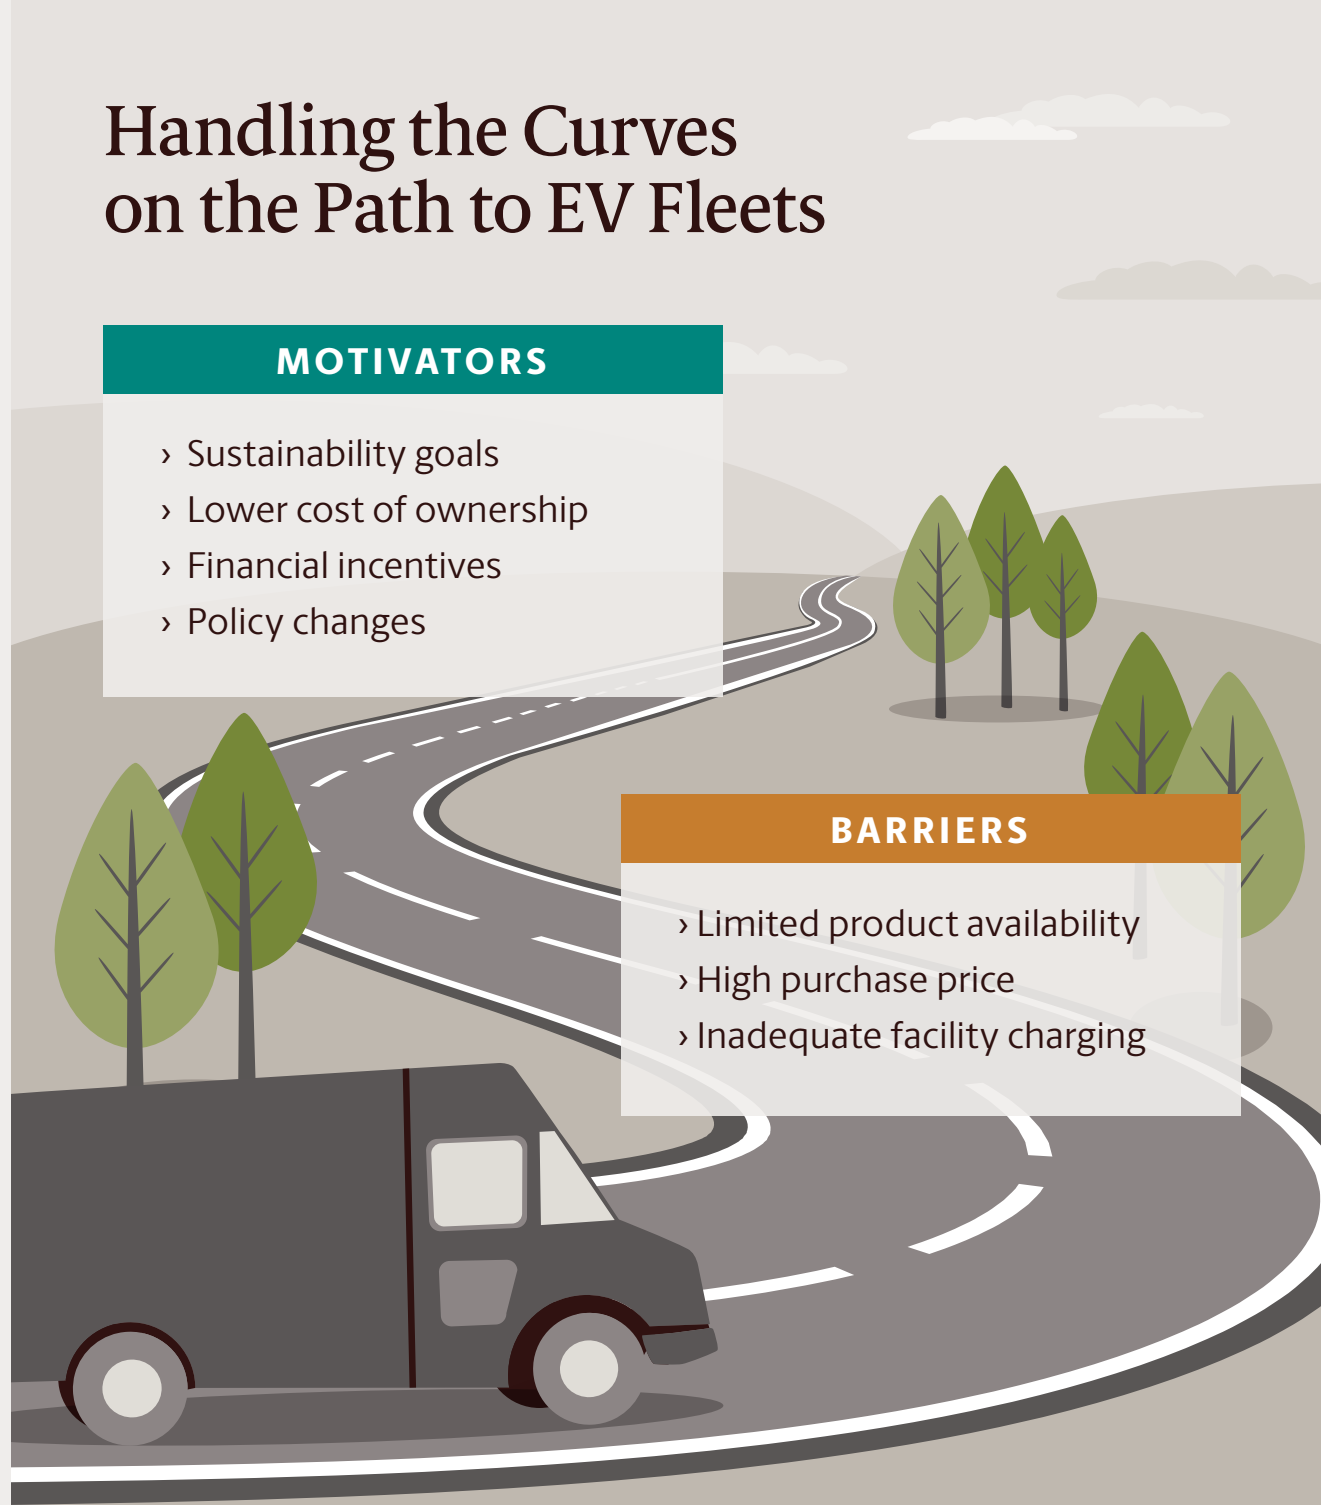 Handling the Curves
on the Path to EV Fleets
MOTIVATORS
› Sustainability goals
› Lower cost of ownership
› Financial incentives
› Policy changes
BARRIERS
› Limited product availability
› High purchase price
› Inadequate facility charging